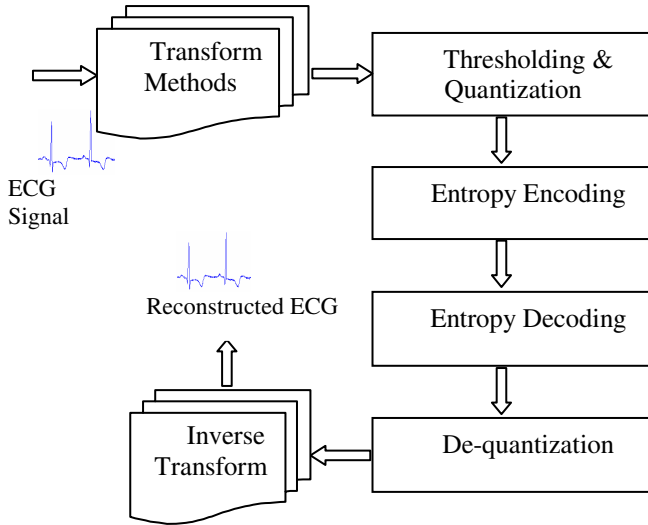 Transform
Methods
Thresholding &
Quantization
ECG
Signal
Entropy Encoding
Reconstructed ECG
Entropy Decoding
Inverse
Transform
De-quantization